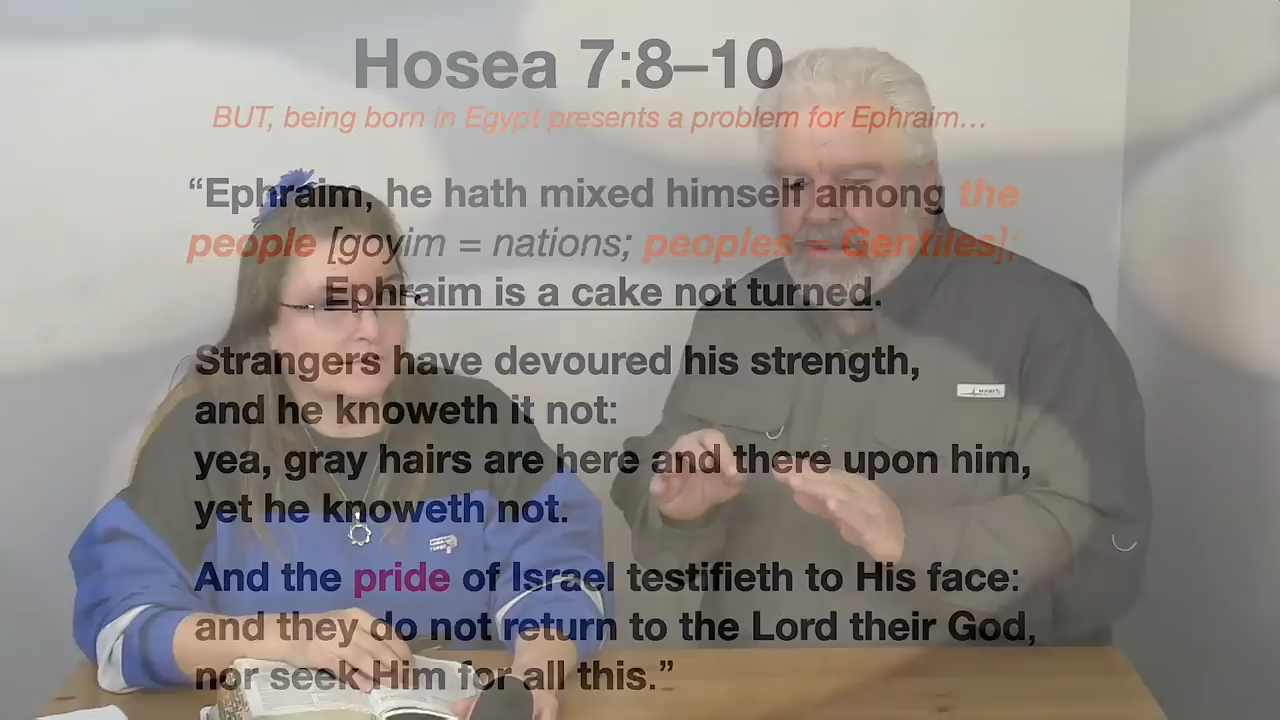 Hosea 7:8–10
BUT, being born in Egypt presents a problem for Ephraim…
“Ephraim, he hath mixed himself among the
people [goyim = nations; peoples = Gentiles];
Ephraim is a cake not turned.
Strangers have devoured his strength,
and he knoweth it not:
yea, gray hairs are here and there upon him,
yet he knoweth not.
And the pride of Israel testifieth to His face:
and they do not return to the Lord their God,
nor seek Him for all this.”